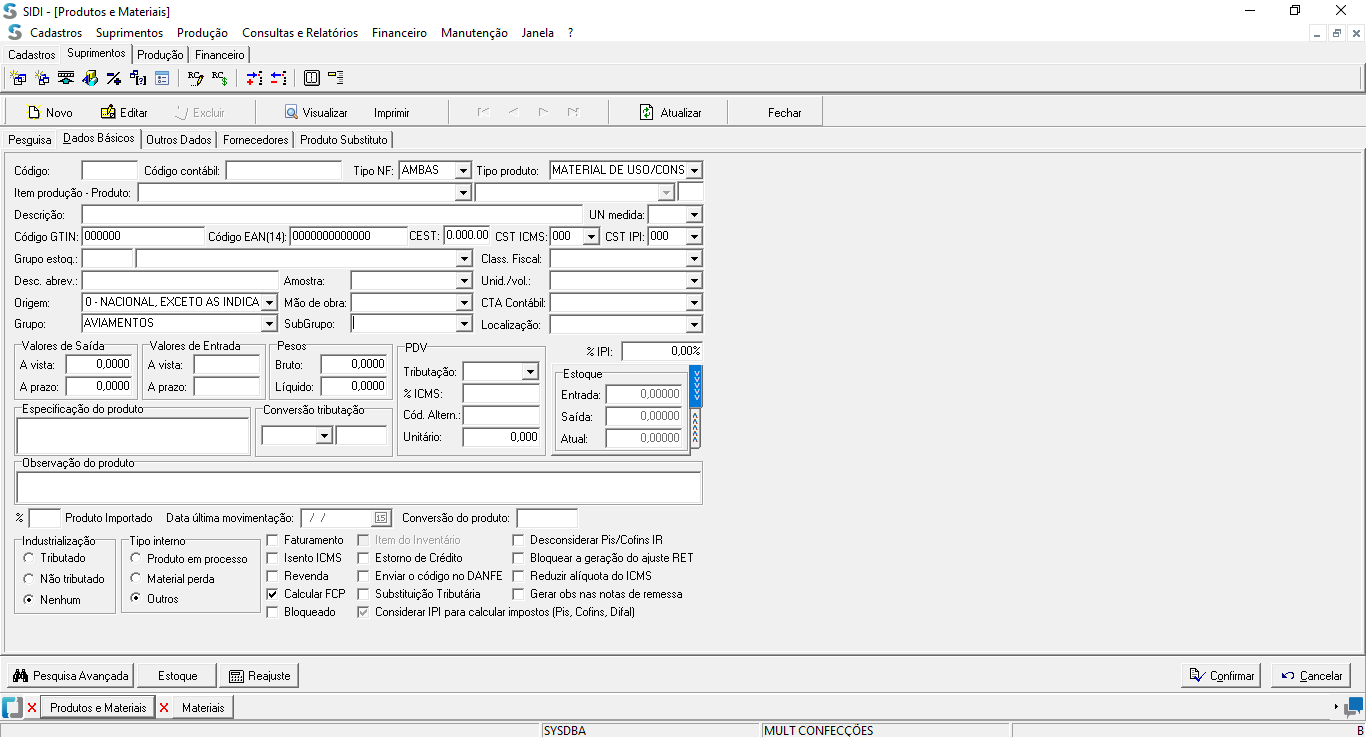 SIDI - [Produtos e Materiais]
Cadastros Suprimentos Produção Consultas e Relatórios Financeiro Manutenção Janela ?
Cadastros Suprimentos Produção Financeiro
Novo Editar Excluir Visualizar Imprimir Atualizar Fechar
Pesquisa Dados Básicos Outros Dados Fornecedores Produto Substituto
Código: Código contábil: Tipo NF: AMBAS Tipo produto: MATERIAL DE USO/CONS
Item produção - Produto:
Descrição: UN medida:
Código GTIN: 000000 Código EAN(14): 0000000000000 CEST: 0.000.00 CST ICMS: 000 CST IPI: 000
Grupo estoq.: Class. Fiscal:
Desc. abrev.: Amostra: Unid./vol.:
Origem: 0 - NACIONAL, EXCETO AS INDICA Mão de obra: CTA Contábil:
Grupo: AVIAMENTOS SubGrupo: Localização:
Valores de Saída Valores de Entrada Pesos PDV % IPI: 0,00%
A vista: 0,0000 A vista: Bruto: 0,0000 Tributação: Estoque
A prazo: 0,0000 A prazo: Líquido: 0,0000 % ICMS: Entrada: 0,00000
Especificação do produto Conversão tributação Cód. Altern.: Saída: 0,00000
Unitário: 0,000 Atual: 0,00000
Observação do produto
% Produto Importado Data última movimentação: / / 15 Conversão do produto:
Industrialização Tipo interno Faturamento Item do Inventário Desconsiderar Pis/Cofins IR
Tributado Produto em processo Isento ICMS Estorno de Crédito Bloquear a geração do ajuste RET
Não tributado Material perda Revenda Enviar o código no DANFE Reduzir alíquota do ICMS
Nenhum Outros Calcular FCP Substituição Tributária Gerar obs nas notas de remessa
Bloqueado Considerar IPI para calcular impostos (Pis, Cofins, Difal)
Pesquisa Avançada Estoque Reajuste Confirmar Cancelar
Produtos e Materiais Materiais
SYSDBA MULT CONFECÇÕES B